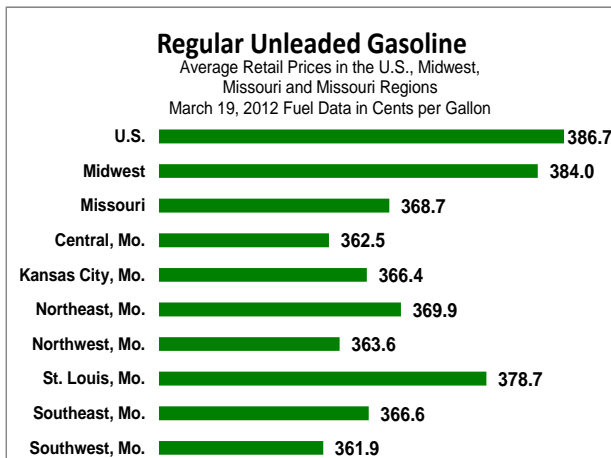 Regular Unleaded Gasoline
Average Retail Prices in the U.S., Midwest,
Missouri and Missouri Regions
March 19, 2012 Fuel Data in Cents per Gallon
U.S. 386.7
Midwest 384.0
Missouri 368.7
Central, Mo. 362.5
Kansas City, Mo. 366.4
Northeast, Mo. 369.9
Northwest, Mo. 363.6
St. Louis, Mo. 378.7
Southeast, Mo. 366.6
Southwest, Mo. 361.9